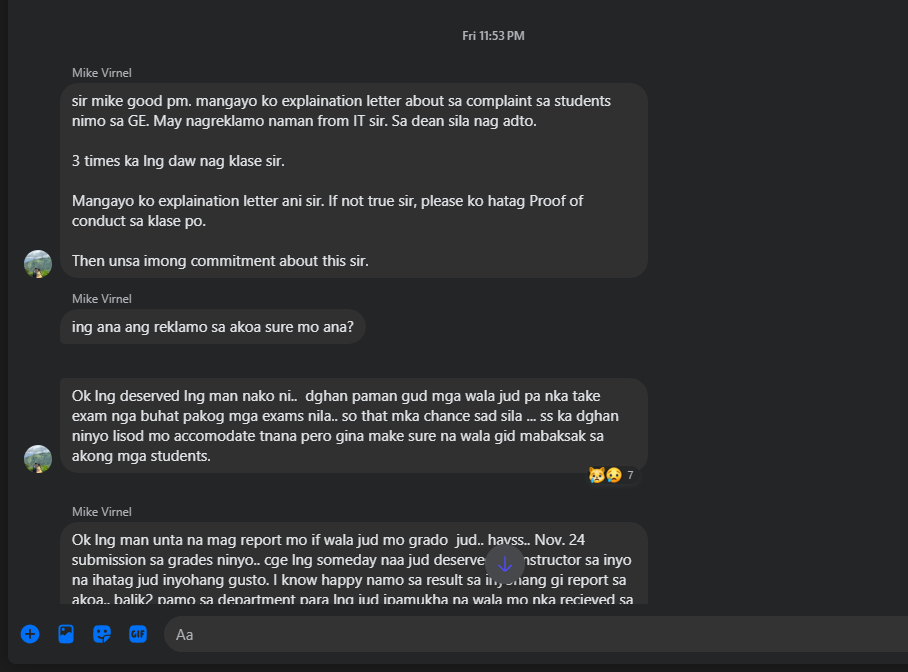 Fri 11:53 PM
Mike Virnel
sir mike good pm. mangayo ko explaination letter about sa complaint sa students
nimo sa GE. May nagreklamo naman from IT sir. Sa dean sila nag adto.
3 times ka lng daw nag klase sir.
Mangayo ko explaination letter ani sir. If not true sir, please ko hatag Proof of
conduct sa klase po.
Then unsa imong commitment about this sir.
Mike Virnel
ing ana ang reklamo sa akoa sure mo ana?
Ok lng deserved lng man nako ni.. dghan paman gud mga wala jud pa nka take
exam nga buhat pakog mga exams nila.. so that mka chance sad sila ... ss ka dghan
ninyo lisod mo accomodate tnana pero gina make sure na wala gid mabaksak sa
akong mga students.
7
Mike Virnel
Ok lng man unta na mag report mo if wala jud mo grado jud.. havss.. Nov. 24
submission sa grades ninyo.. cge lng someday naa jud deserve nstructor sa inyo
na ihatag jud inyohang gusto. I know happy namo sa result sa gi report sa
akoa.. balik2 pamo sa department para lng jud ipamukha na wala mo nka recieved sa
GIF
Aa